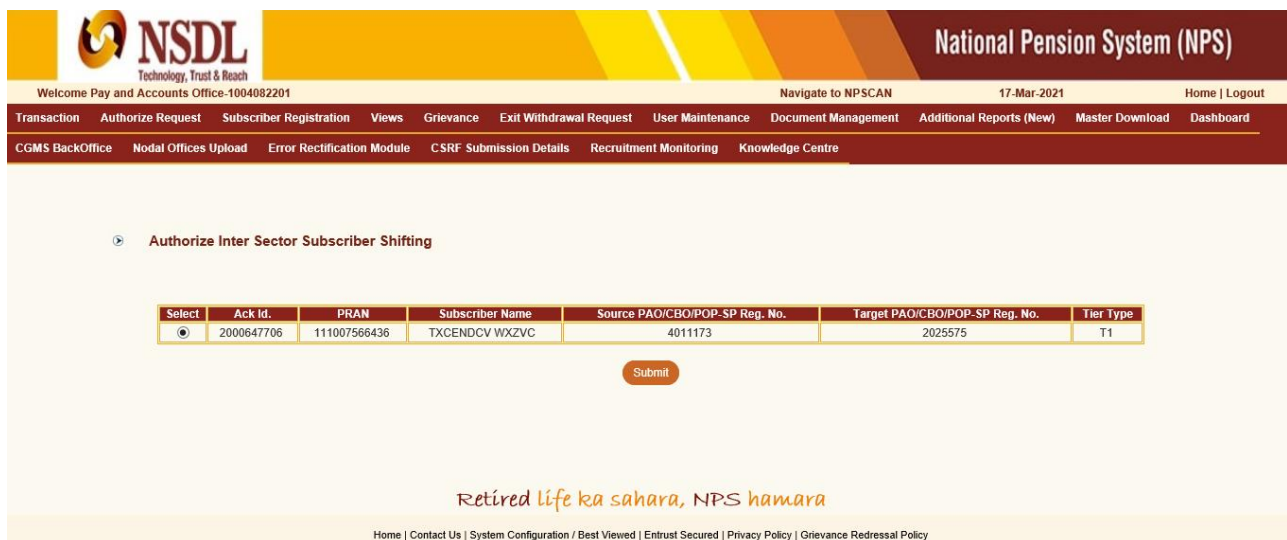 NSDL
Technology, Trust & Reach
National Pension System (NPS)
Welcome Pay and Accounts Office-1004082201 Navigate to NPSCAN 17-Mar-2021 Home | Logout
Transaction Authorize Request Subscriber Registration Views Grievance Exit Withdrawal Request User Maintenance Document Management Additional Reports (New) Master Download Dashboard
CGMS BackOffice Nodal Offices Upload Error Rectification Module CSRF Submission Details Recruitment Monitoring Knowledge Centre
Authorize Inter Sector Subscriber Shifting
Select Ack Id. PRAN Subscriber Name Source PAO/CBO/POP-SP Reg. No. Target PAO/CBO/POP-SP Reg. No. Tier Type
2000647706 111007566436 TXCENDCV WXZVC 4011173 2025575 T1
Submit
Retired life ka sahara, NPS hamara
Home | Contact Us | System Configuration / Best Viewed | Entrust Secured | Privacy Policy | Grievance Redressal Policy